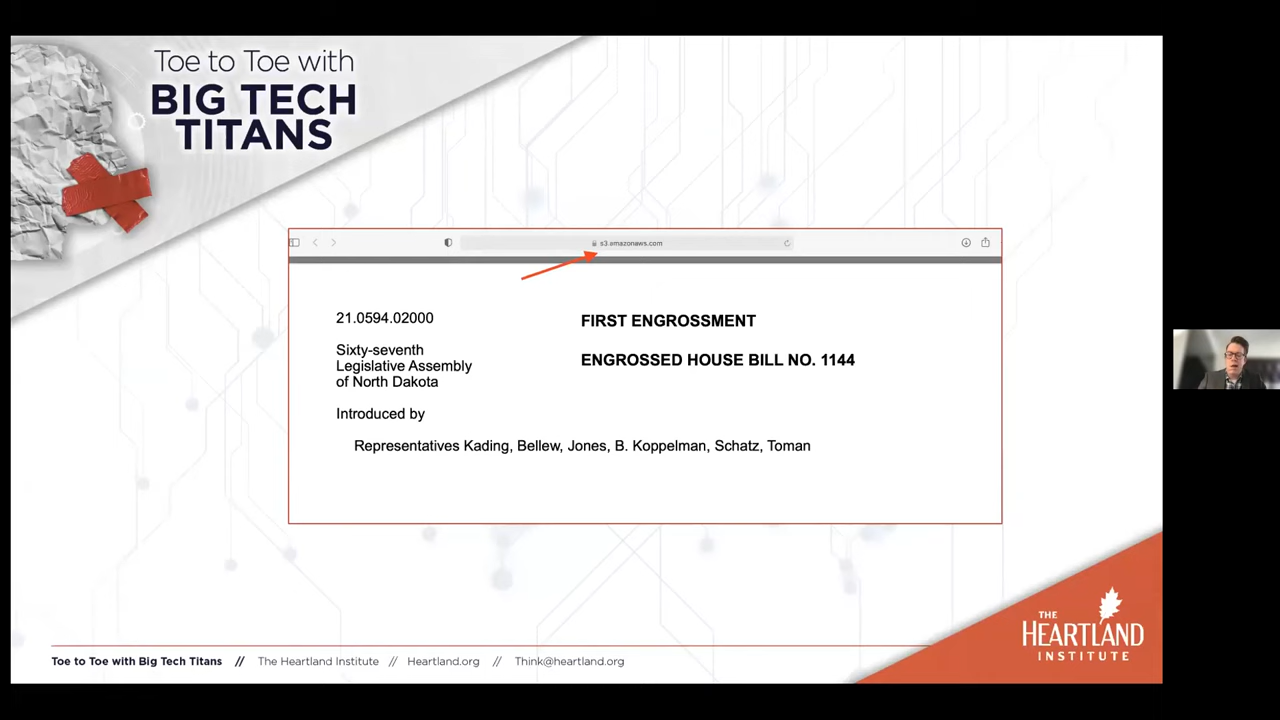 Toe to Toe with
BIG TECH
TITANS
s3.amazonaws.com
21.0594.02000
FIRST ENGROSSMENT
Sixty-seventh
Legislative Assembly
of North Dakota
ENGROSSED HOUSE BILL NO. 1144
Introduced by
Representatives Kading, Bellew, Jones, B. Koppelman, Schatz, Toman
THE
HEARTLAND
INSTITUTE
Toe to Toe with Big Tech Titans // The Heartland Institute // Heartland.org // Think@heartland.org